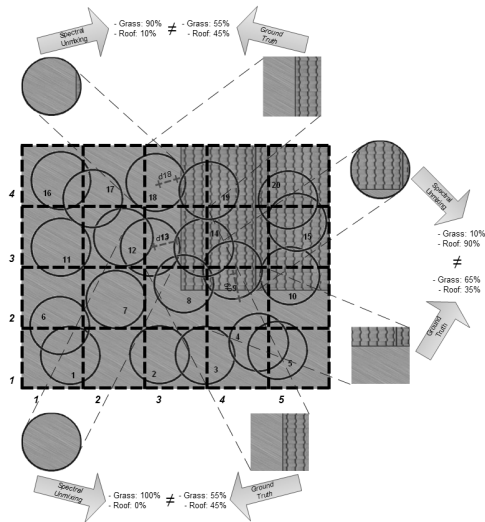 Spectral Unmixing
- Grass: 90%
- Roof: 10%
≠
- Grass: 55%
- Roof: 45%
Ground Truth
4
16
17
d18
18
19
20
3
11
12
d13
14
15
2
6
7
8
d9
9
10
1
1
2
3
4
5
1
2
3
4
5
Spectral Unmixing
- Grass: 10%
- Roof: 90%
≠
- Grass: 65%
- Roof: 35%
Ground Truth
Spectral Unmixing
- Grass: 100%
- Roof: 0%
≠
- Grass: 55%
- Roof: 45%
Ground Truth